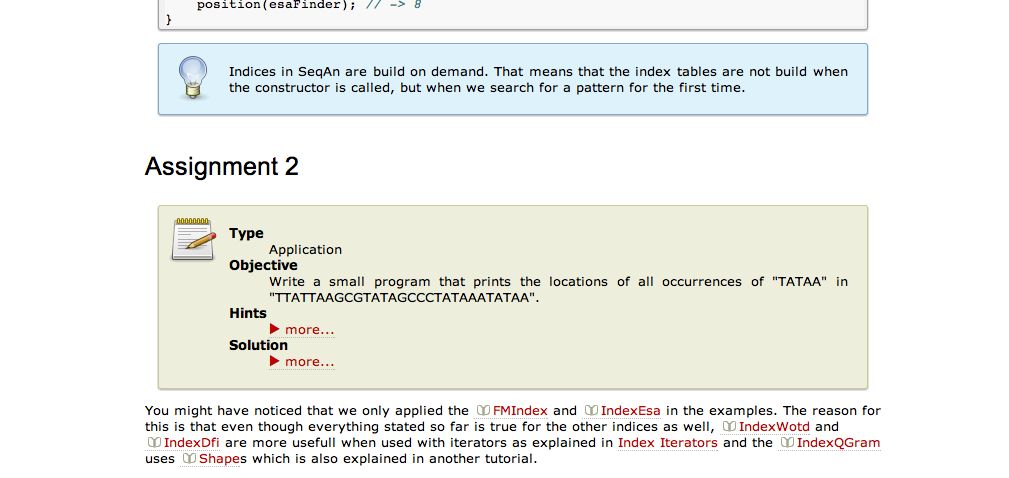 position(esaFinder); // -> 8
}
Indices in SeqAn are build on demand. That means that the index tables are not build when
the constructor is called, but when we search for a pattern for the first time.
Assignment 2
Type
Application
Objective
Write a small program that prints the locations of all occurrences of "TATAA" in
"TTATTAAGCGTATAGCCCTATAAATATAA".
Hints
▶ more...
Solution
▶ more...
You might have noticed that we only applied the FMIndex and IndexEsa in the examples. The reason for
this is that even though everything stated so far is true for the other indices as well, IndexWotd and
IndexDfi are more usefull when used with iterators as explained in Index Iterators and the IndexQGram
uses Shapes which is also explained in another tutorial.